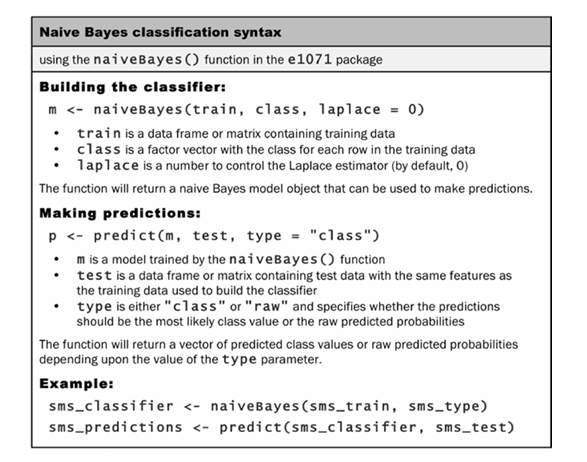 Naive Bayes classification syntax
using the naiveBayes() function in the e1071 package
Building the classifier:
m <- naiveBayes(train, class, laplace = 0)
• train is a data frame or matrix containing training data
• class is a factor vector with the class for each row in the training data
• laplace is a number to control the Laplace estimator (by default, 0)
The function will return a naive Bayes model object that can be used to make predictions.
Making predictions:
p <- predict(m, test, type = "class")
• m is a model trained by the naiveBayes() function
• test is a data frame or matrix containing test data with the same features as
the training data used to build the classifier
• type is either "class" or "raw" and specifies whether the predictions
should be the most likely class value or the raw predicted probabilities
The function will return a vector of predicted class values or raw predicted probabilities
depending upon the value of the type parameter.
Example:
sms_classifier <- naiveBayes(sms_train, sms_type)
sms_predictions <- predict(sms_classifier, sms_test)